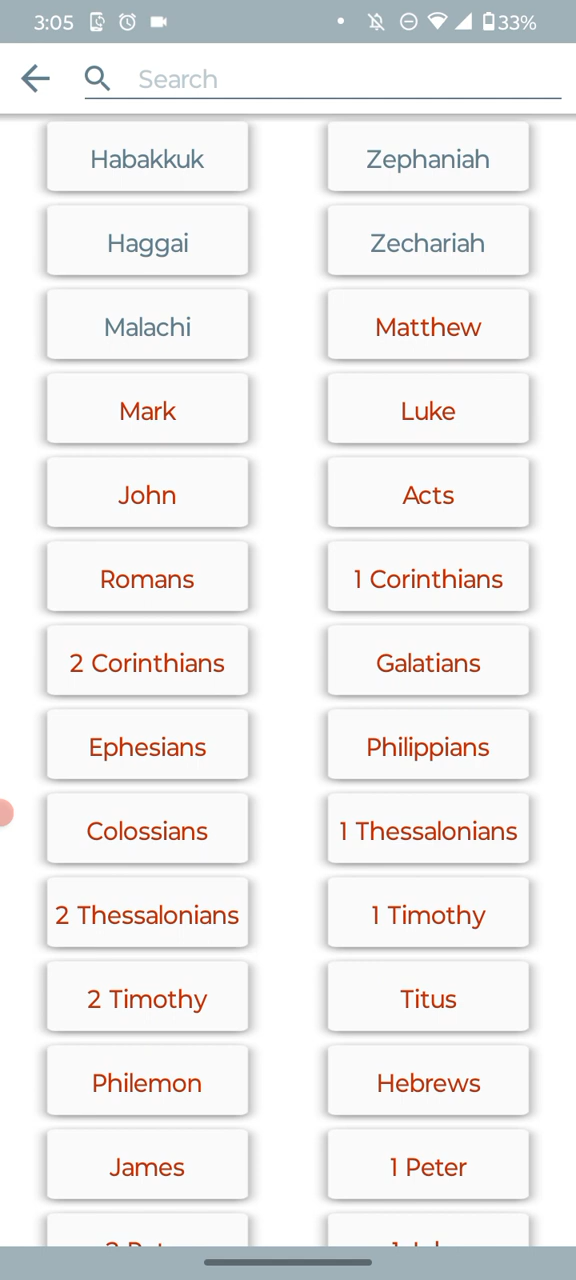 3:05
33%
Search
Habakkuk
Zephaniah
Haggai
Zechariah
Malachi
Matthew
Mark
Luke
John
Acts
Romans
1 Corinthians
2 Corinthians
Galatians
Ephesians
Philippians
Colossians
1 Thessalonians
2 Thessalonians
1 Timothy
2 Timothy
Titus
Philemon
Hebrews
James
1 Peter